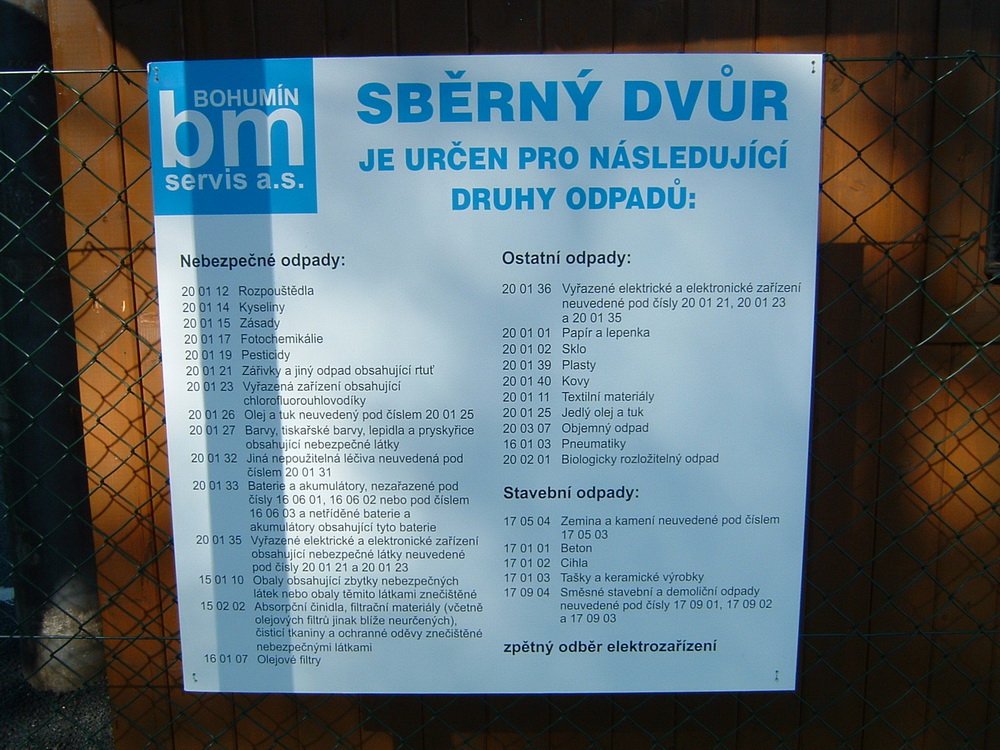 BOHUMÍN
bm
servis a.s.
SBĚRNÝ DVŮR
JE URČEN PRO NÁSLEDUJÍCÍ
DRUHY ODPADŮ:
Nebezpečné odpady:
20 01 12 Rozpouštědla
20 01 14 Kyseliny
20 01 15 Zásady
20 01 17 Fotochemikálie
20 01 19 Pesticidy
20 01 21 Zářivky a jiný odpad obsahující rtuť
20 01 23 Vyřazená zařízení obsahující
chlorofluorouhlovodíky
20 01 26 Olej a tuk neuvedený pod číslem 20 01 25
20 01 27 Barvy, tiskařské barvy, lepidla a pryskyřice
obsahující nebezpečné látky
20 01 32 Jiná nepoužitelná léčiva neuvedená pod
číslem 20 01 31
20 01 33 Baterie a akumulátory, nezařazené pod
čísly 16 06 01, 16 06 02 nebo pod číslem
16 06 03 a netříděné baterie a
akumulátory obsahující tyto baterie
20 01 35 Vyřazené elektrické a elektronické zařízení
obsahující nebezpečné látky neuvedené
pod čísly 20 01 21 a 20 01 23
15 01 10 Obaly obsahující zbytky nebezpečných
látek nebo obaly těmito látkami znečištěné
15 02 02 Absorpční činidla, filtrační materiály (včetně
olejových filtrů jinak blíže neurčených),
čisticí tkaniny a ochranné oděvy znečištěné
nebezpečnými látkami
16 01 07 Olejové filtry
Ostatní odpady:
20 01 36 Vyřazené elektrické a elektronické zařízení
neuvedené pod čísly 20 01 21, 20 01 23
a 20 01 35
20 01 01 Papír a lepenka
20 01 02 Sklo
20 01 39 Plasty
20 01 40 Kovy
20 01 11 Textilní materiály
20 01 25 Jedlý olej a tuk
20 03 07 Objemný odpad
16 01 03 Pneumatiky
20 02 01 Biologicky rozložitelný odpad
Stavební odpady:
17 05 04 Zemina a kamení neuvedené pod číslem
17 05 03
17 01 01 Beton
17 01 02 Cihla
17 01 03 Tašky a keramické výrobky
17 09 04 Směsné stavební a demoliční odpady
neuvedené pod čísly 17 09 01, 17 09 02
a 17 09 03
zpětný odběr elektrozařízení